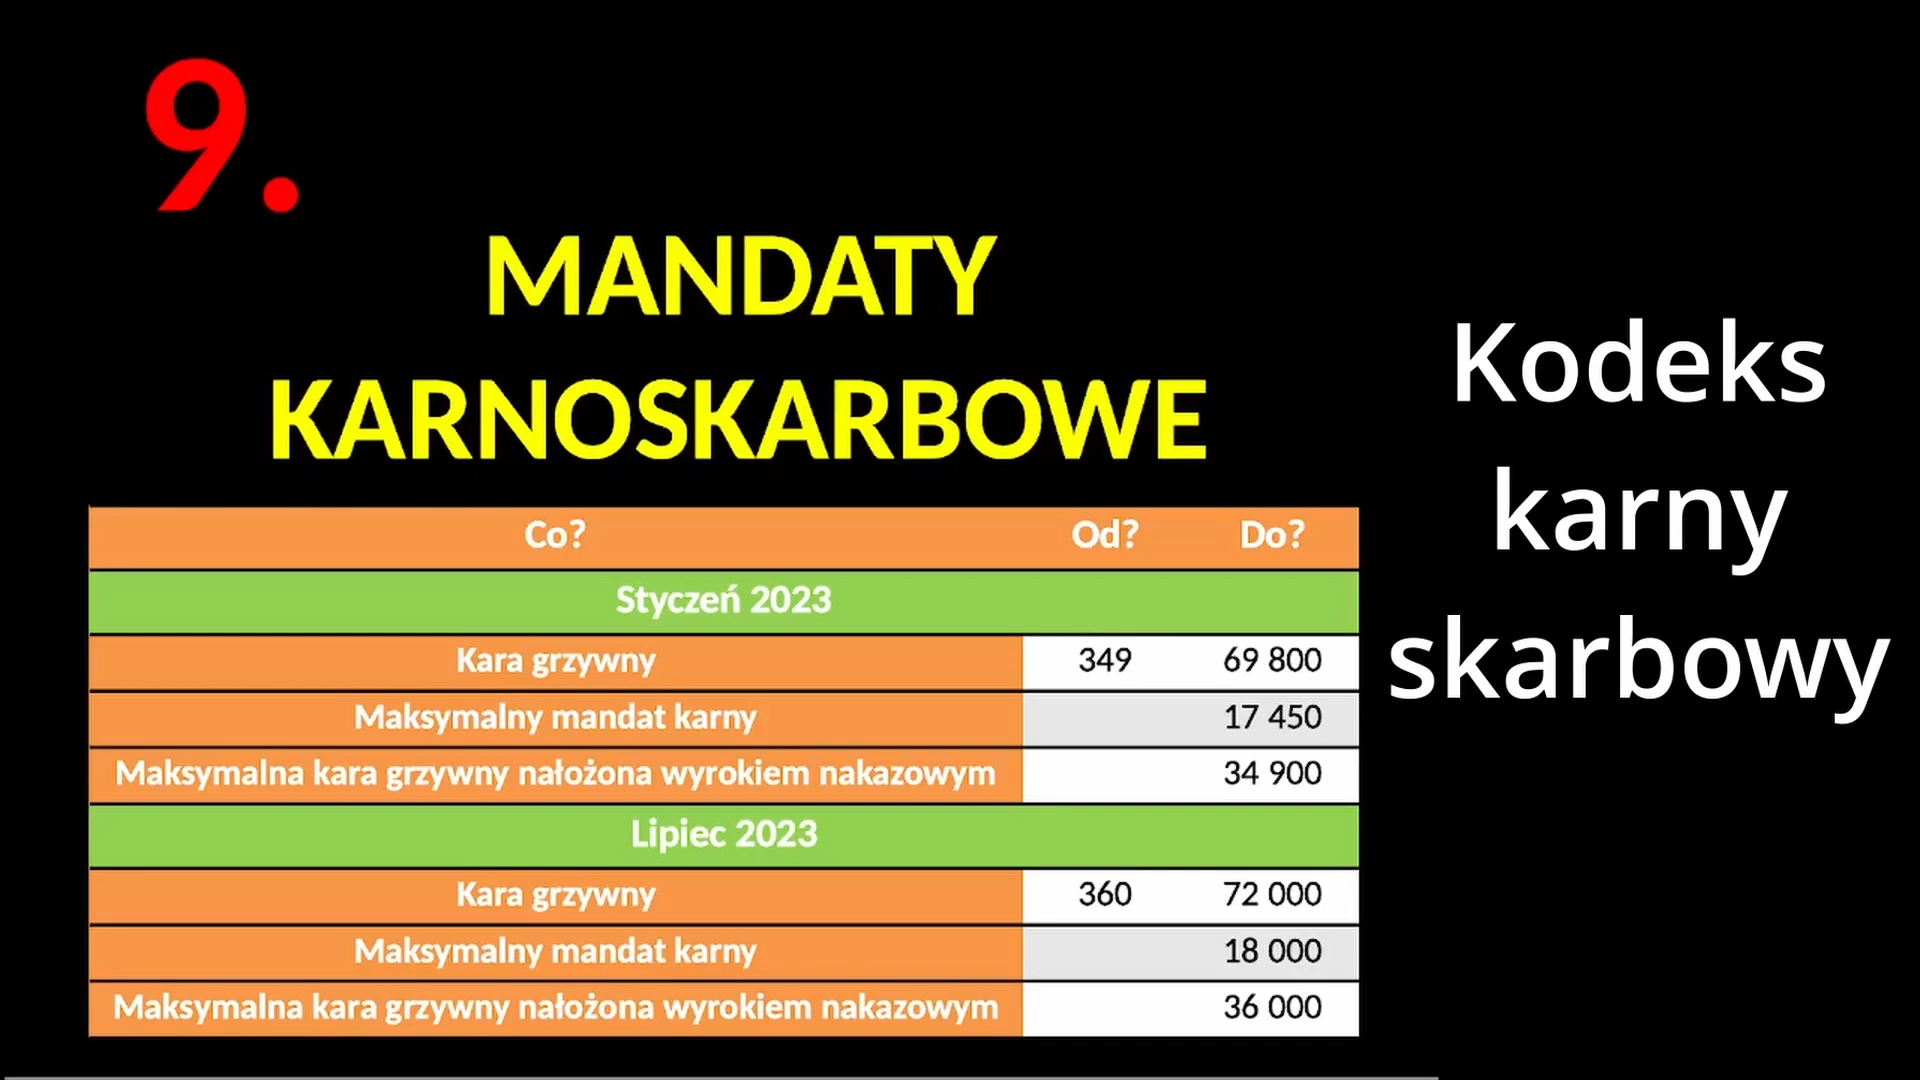 9.
MANDATY
KARNOSKARBOWE
Co? Od? Do?
Styczeń 2023
Kara grzywny 349 69 800
Maksymalny mandat karny 17 450
Maksymalna kara grzywny nałożona wyrokiem nakazowym 34 900
Lipiec 2023
Kara grzywny 360 72 000
Maksymalny mandat karny 18 000
Maksymalna kara grzywny nałożona wyrokiem nakazowym 36 000
Kodeks
karny
skarbowy